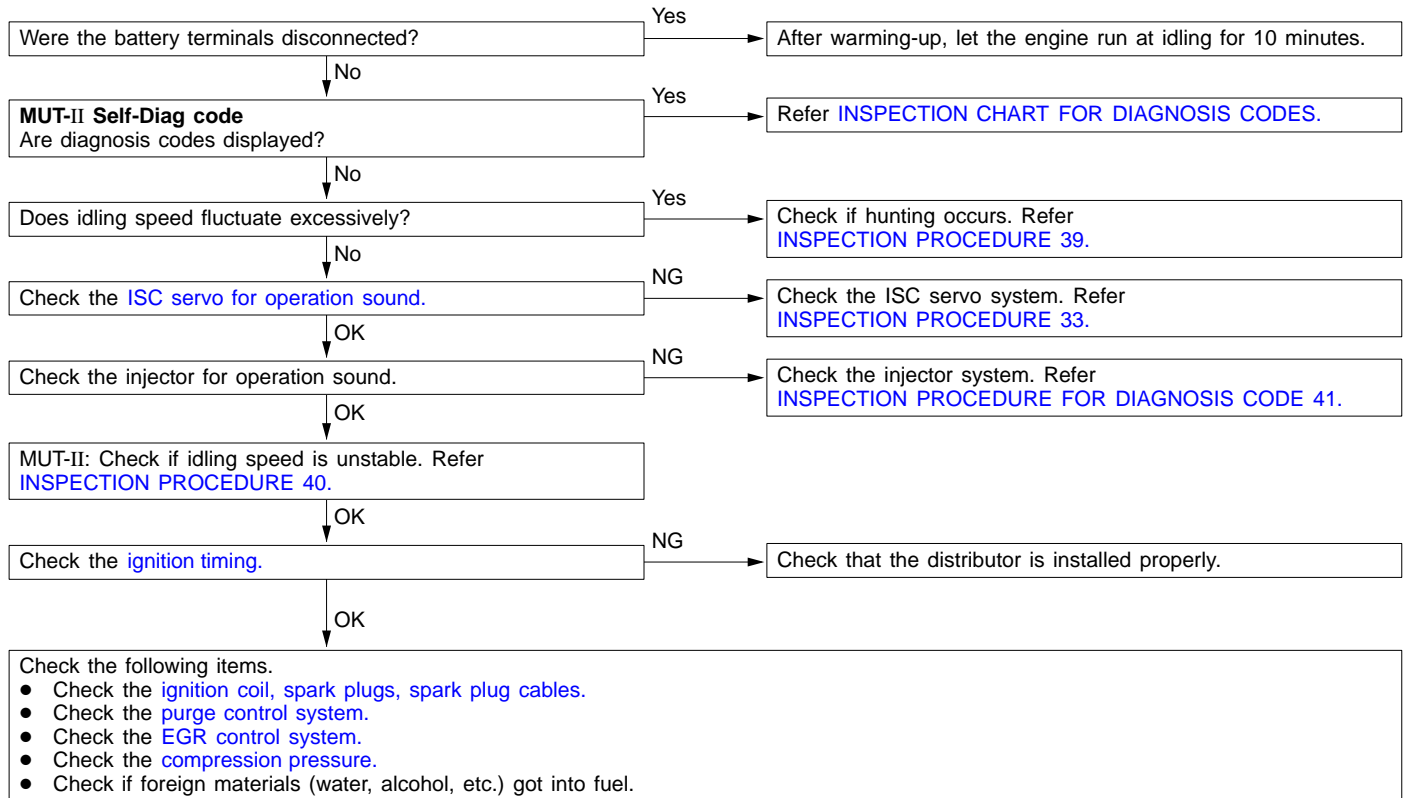 Were the battery terminals disconnected?
Yes
After warming-up, let the engine run at idling for 10 minutes.
No
MUT-II Self-Diag code
Are diagnosis codes displayed?
Yes
Refer INSPECTION CHART FOR DIAGNOSIS CODES.
No
Does idling speed fluctuate excessively?
Yes
Check if hunting occurs. Refer
INSPECTION PROCEDURE 39.
No
Check the ISC servo for operation sound.
NG
Check the ISC servo system. Refer
INSPECTION PROCEDURE 33.
OK
Check the injector for operation sound.
NG
Check the injector system. Refer
INSPECTION PROCEDURE FOR DIAGNOSIS CODE 41.
OK
MUT-II: Check if idling speed is unstable. Refer
INSPECTION PROCEDURE 40.
OK
Check the ignition timing.
NG
Check that the distributor is installed properly.
OK
Check the following items.
● Check the ignition coil, spark plugs, spark plug cables.
● Check the purge control system.
● Check the EGR control system.
● Check the compression pressure.
● Check if foreign materials (water, alcohol, etc.) got into fuel.